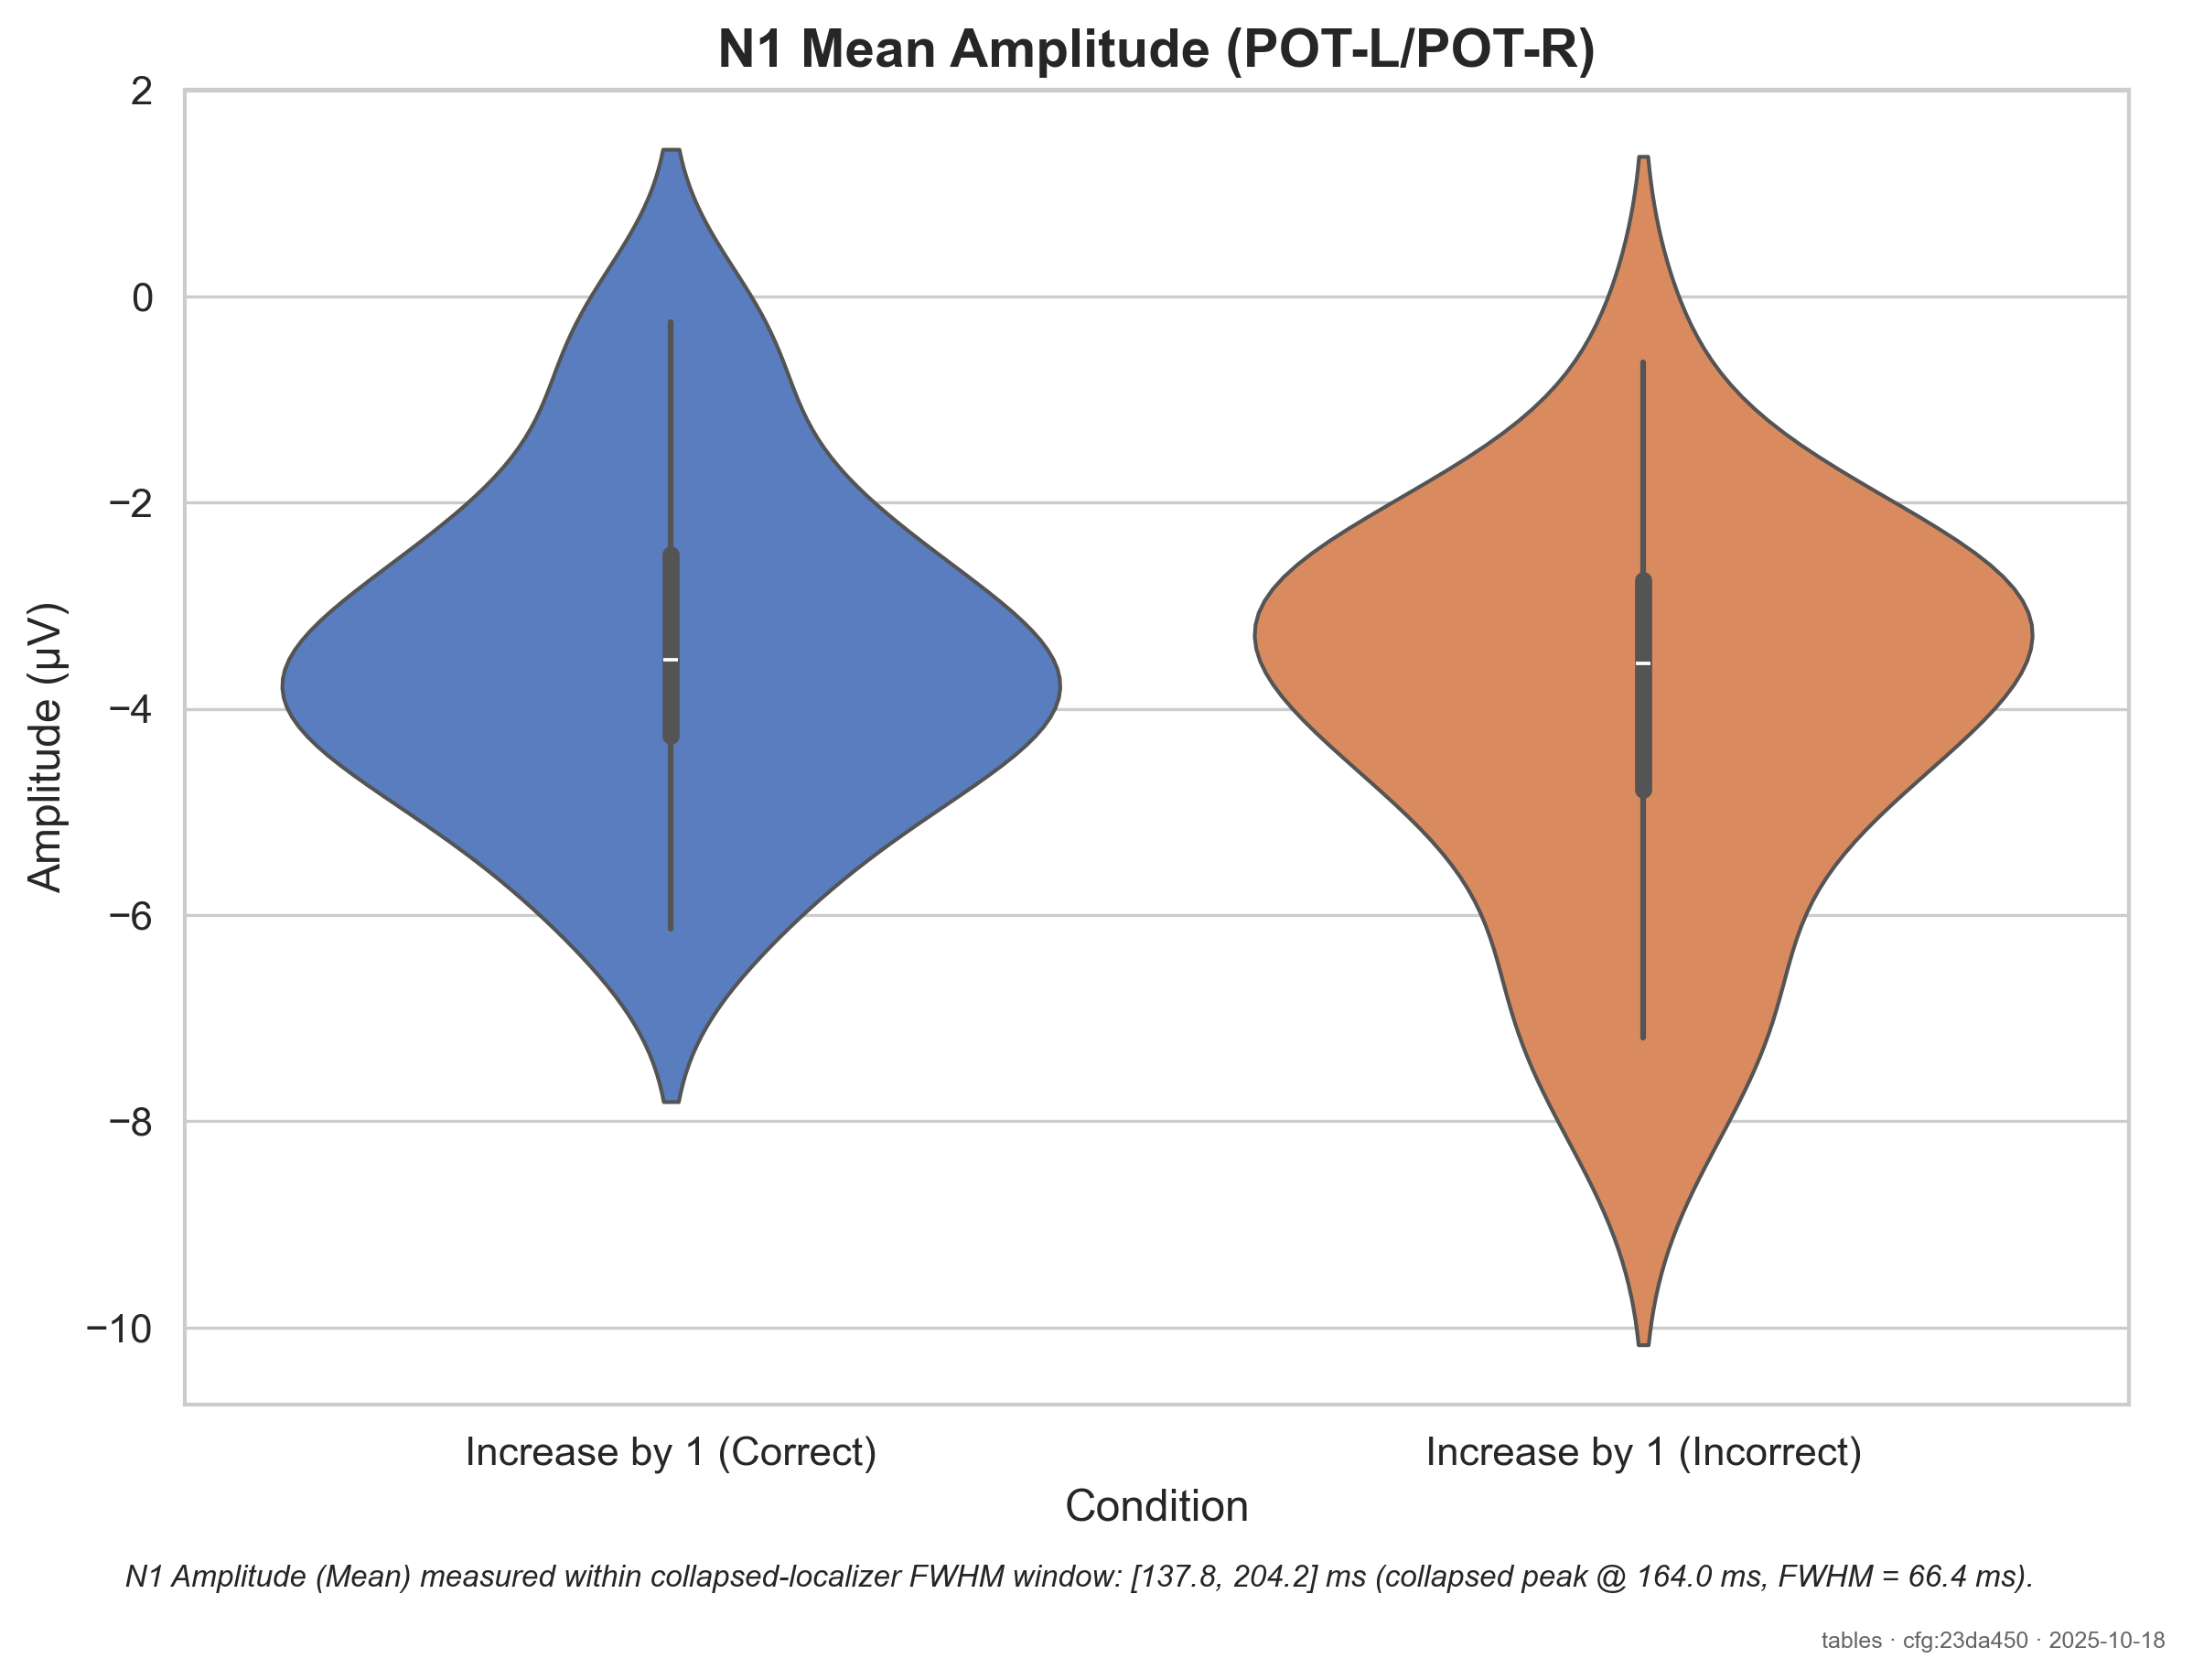 N1 Mean Amplitude (POT-L/POT-R)
Amplitude (µV)
2
0
−2
−4
−6
−8
−10
Increase by 1 (Correct)
Increase by 1 (Incorrect)
Condition
N1 Amplitude (Mean) measured within collapsed-localizer FWHM window: [137.8, 204.2] ms (collapsed peak @ 164.0 ms, FWHM = 66.4 ms).
tables · cfg:23da450 · 2025-10-18